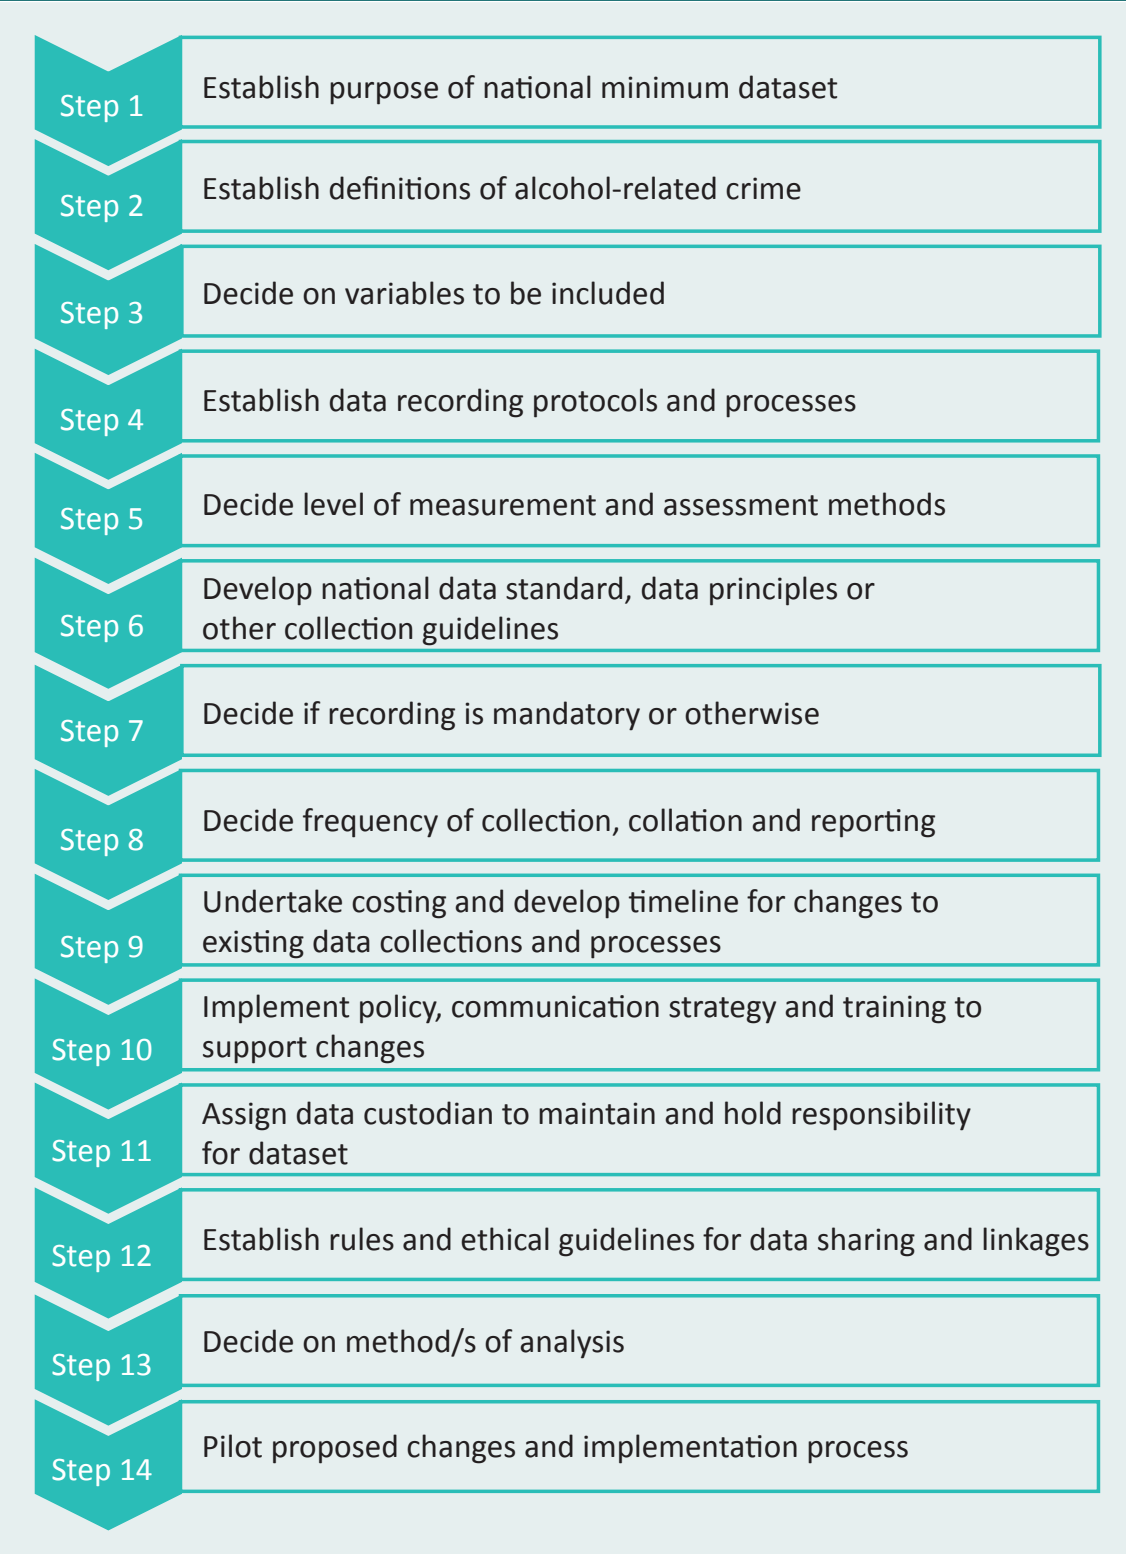 Step 1
Establish purpose of national minimum dataset
Step 2
Establish definitions of alcohol-related crime
Step 3
Decide on variables to be included
Step 4
Establish data recording protocols and processes
Step 5
Decide level of measurement and assessment methods
Step 6
Develop national data standard, data principles or
other collection guidelines
Step 7
Decide if recording is mandatory or otherwise
Step 8
Decide frequency of collection, collation and reporting
Step 9
Undertake costing and develop timeline for changes to
existing data collections and processes
Step 10
Implement policy, communication strategy and training to
support changes
Step 11
Assign data custodian to maintain and hold responsibility
for dataset
Step 12
Establish rules and ethical guidelines for data sharing and linkages
Step 13
Decide on method/s of analysis
Step 14
Pilot proposed changes and implementation process